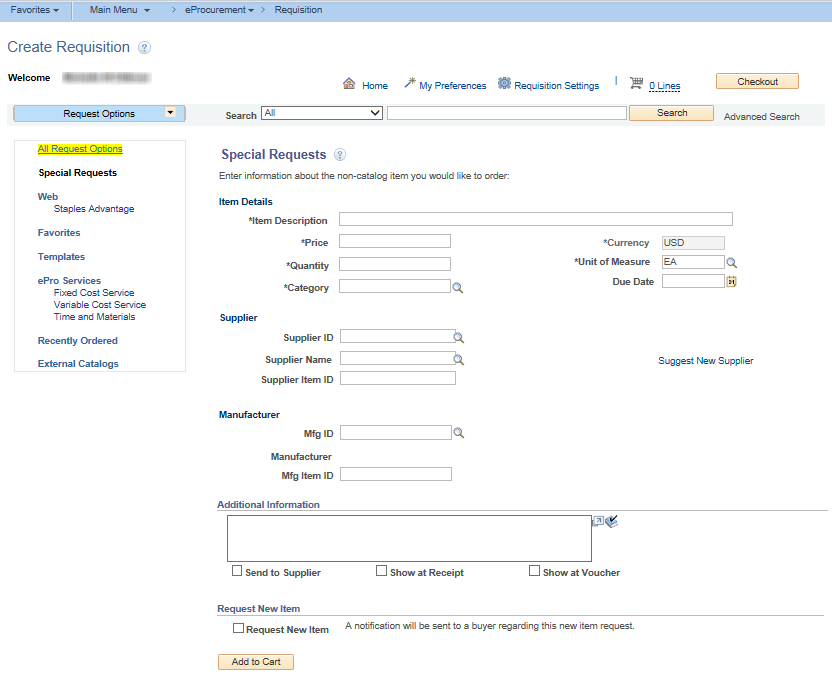 Favorites Main Menu > eProcurement > Requisition
Create Requisition ?
Welcome
Home My Preferences Requisition Settings | 0 Lines Checkout
Request Options Search All Search Advanced Search
All Request Options
Special Requests
Web
Staples Advantage
Favorites
Templates
ePro Services
Fixed Cost Service
Variable Cost Service
Time and Materials
Recently Ordered
External Catalogs
Special Requests ?
Enter information about the non-catalog item you would like to order:
Item Details
*Item Description
*Price *Currency USD
*Quantity *Unit of Measure EA
*Category Due Date 31
Supplier
Supplier ID
Supplier Name Suggest New Supplier
Supplier Item ID
Manufacturer
Mfg ID
Manufacturer
Mfg Item ID
Additional Information
Send to Supplier Show at Receipt Show at Voucher
Request New Item
Request New Item A notification will be sent to a buyer regarding this new item request.
Add to Cart